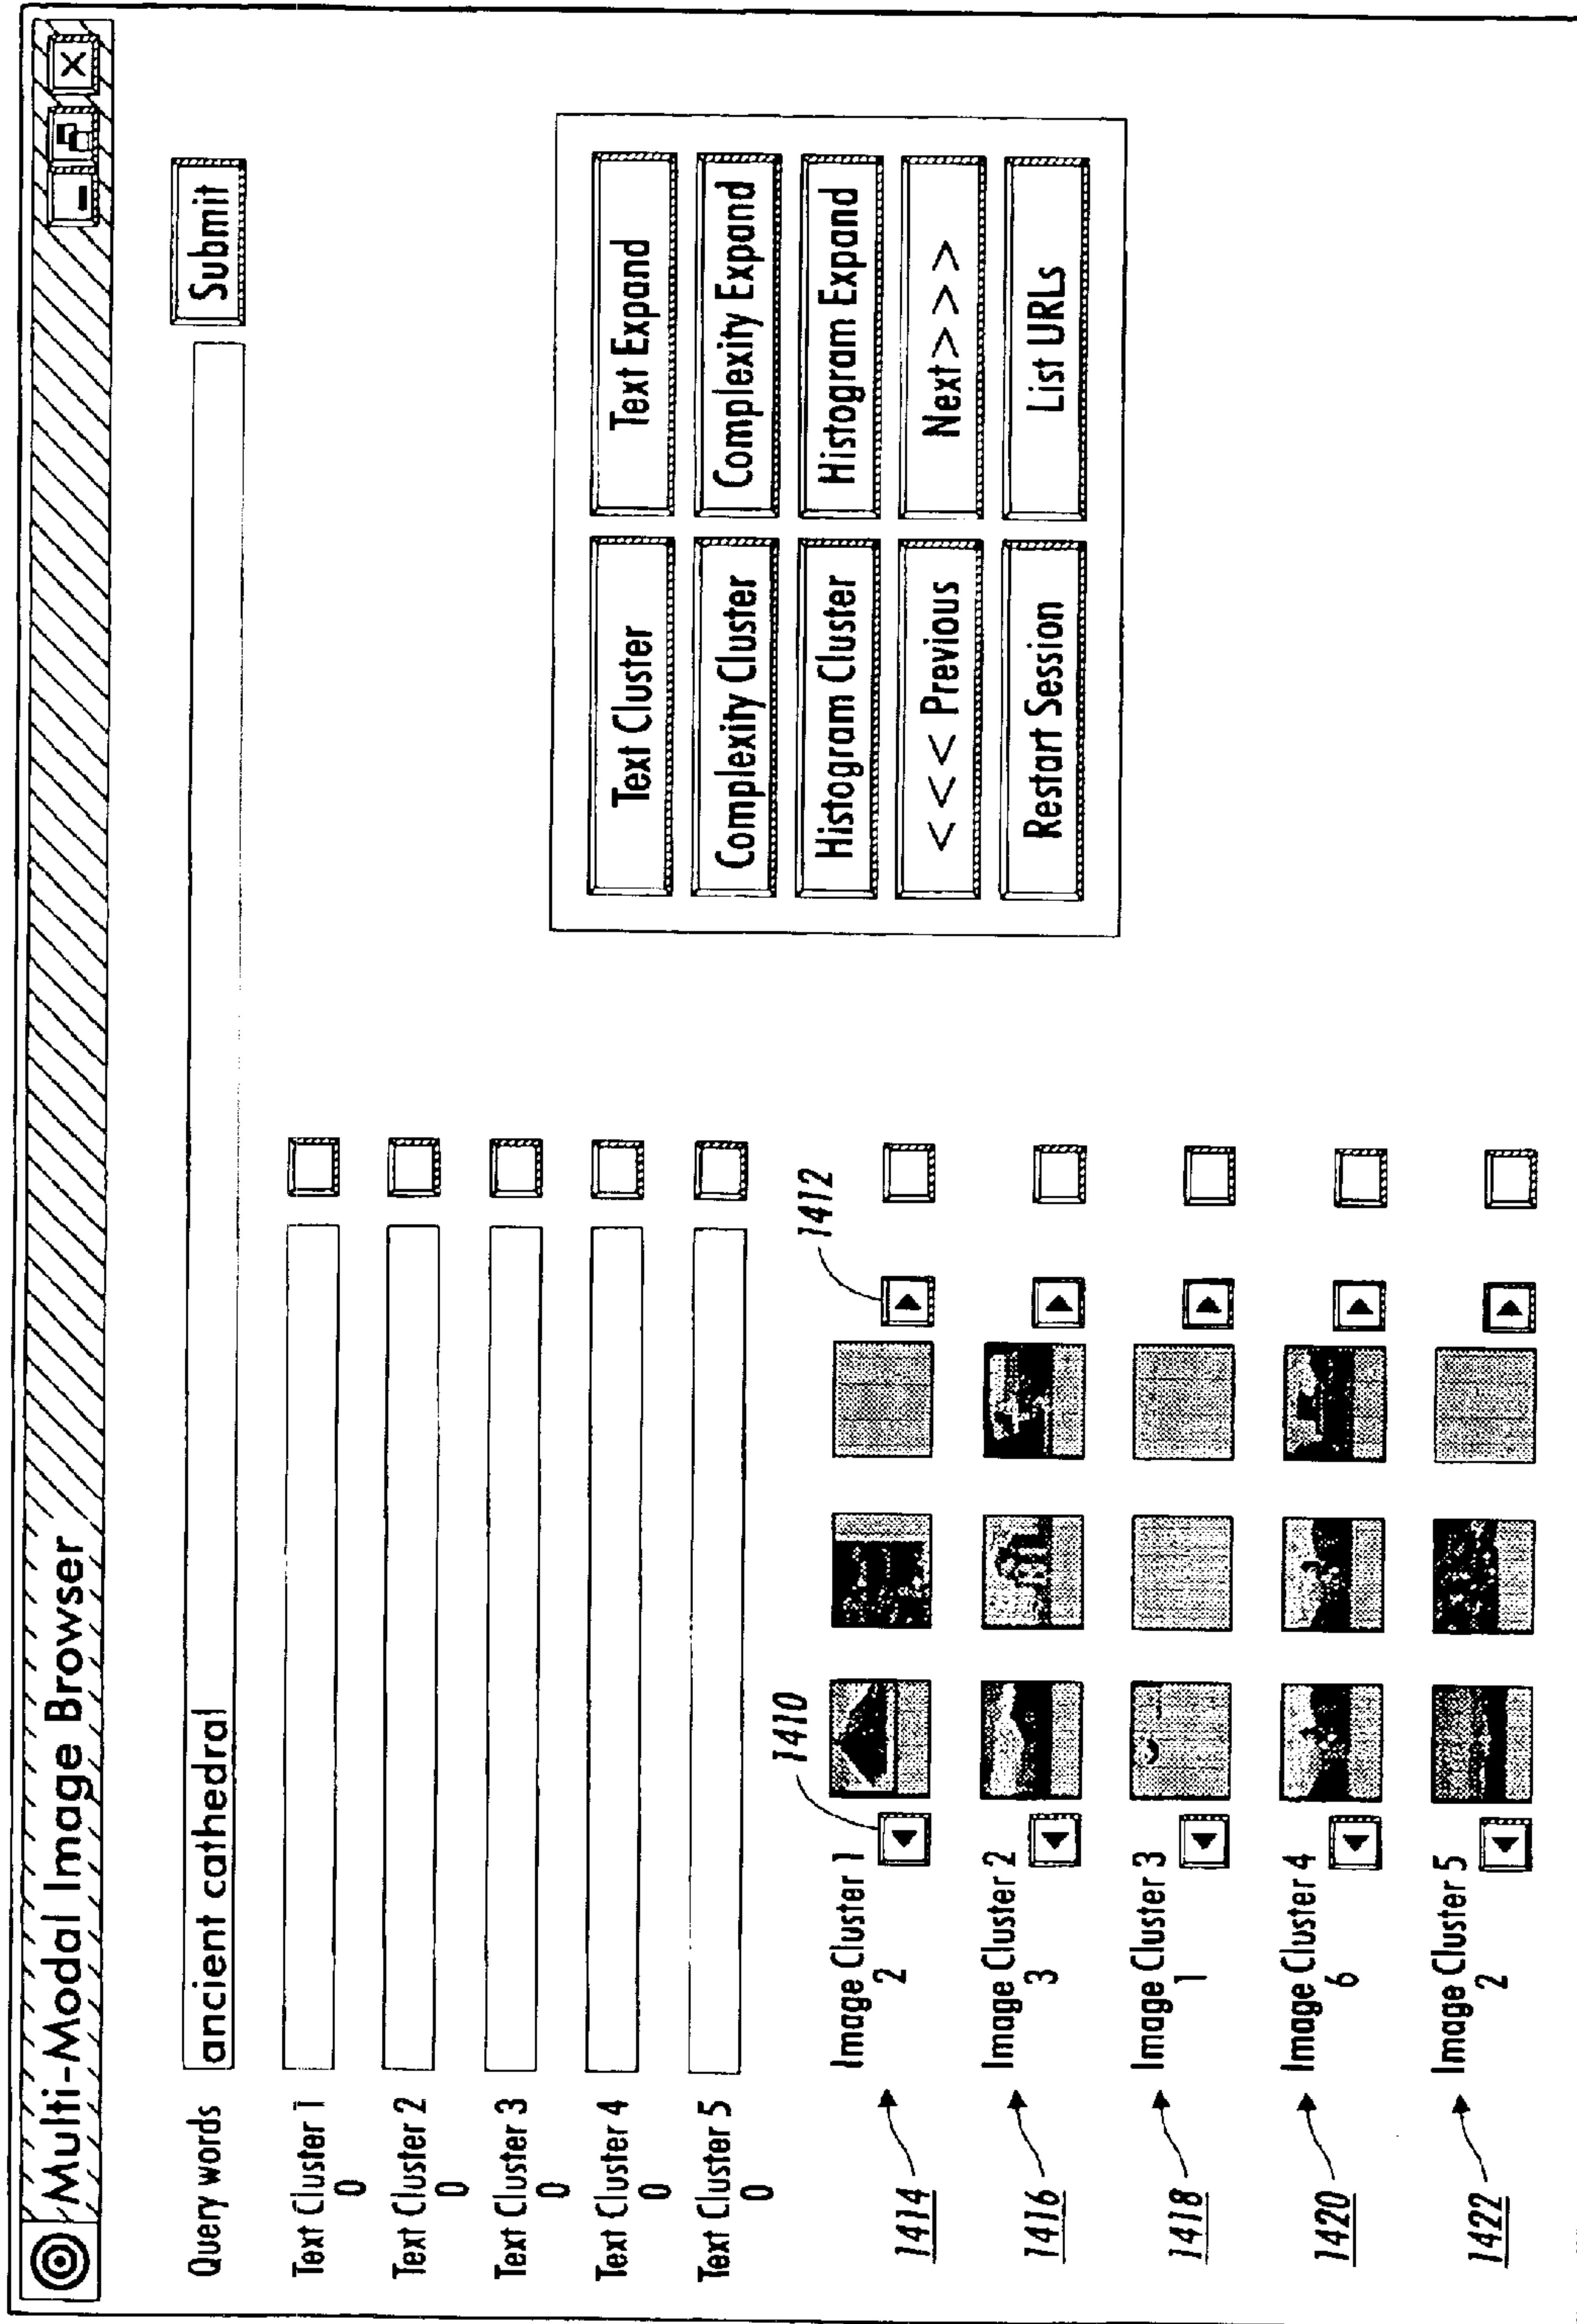 Multi-Modal Image Browser
Query words ancient cathedral Submit
Text Cluster 1
0
Text Cluster 2
0
Text Cluster 3
0
Text Cluster 4
0
Text Cluster 5
0
Text Cluster Text Expand
Complexity Cluster Complexity Expand
Histogram Cluster Histogram Expand
<<< Previous Next>>>
Restart Session List URLs
1410
1412
1414 Image Cluster 1
2
1416 Image Cluster 2
3
1418 Image Cluster 3
1
1420 Image Cluster 4
6
1422 Image Cluster 5
2